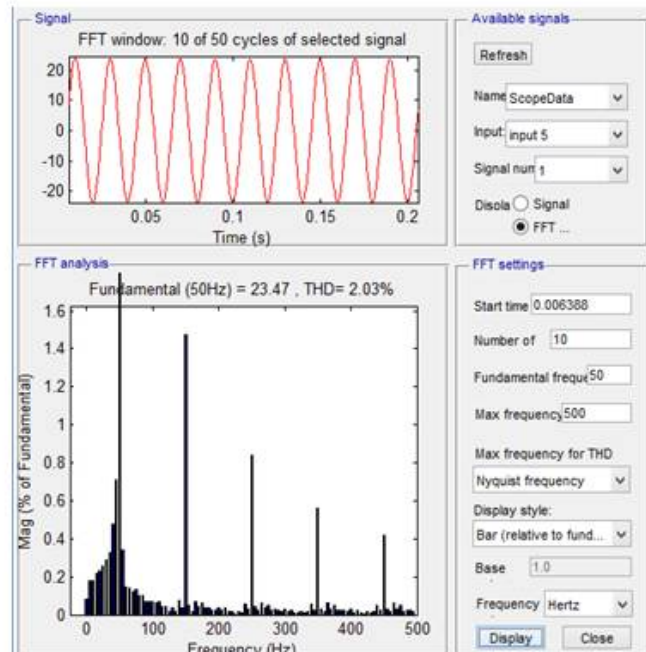 Signal
FFT window: 10 of 50 cycles of selected signal
20
10
0
-10
-20
0.05
0.1
0.15
0.2
Time (s)
Available signals
Refresh
Name
ScopeData
Input:
input 5
Signal num
1
Displa
Signal
FFT ...
FFT analysis
Fundamental (50Hz) = 23.47 , THD= 2.03%
Mag (% of Fundamental)
1.6
1.4
1.2
1
0.8
0.6
0.4
0.2
0
0
100
200
300
400
500
Frequency (Hz)
FFT settings
Start time
0.006388
Number of
10
Fundamental freque
50
Max frequency
500
Max frequency for THD
Nyquist frequency
Display style:
Bar (relative to fund...
Base
1.0
Frequency
Hertz
Display
Close